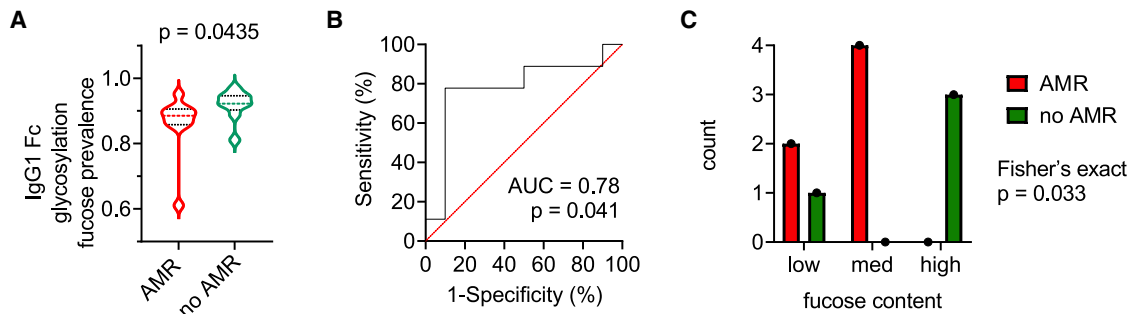 A
p = 0.0435
IgG1 Fc
glycosylation
fucose prevalence
1.0
0.9
0.8
0.6
AMR
no AMR
B
Sensitivity (%)
100
80
60
40
20
0
AUC = 0.78
p = 0.041
0 20 40 60 80 100
1-Specificity (%)
C
count
4
3
2
1
0
low med high
fucose content
AMR
no AMR
Fisher's exact
p = 0.033